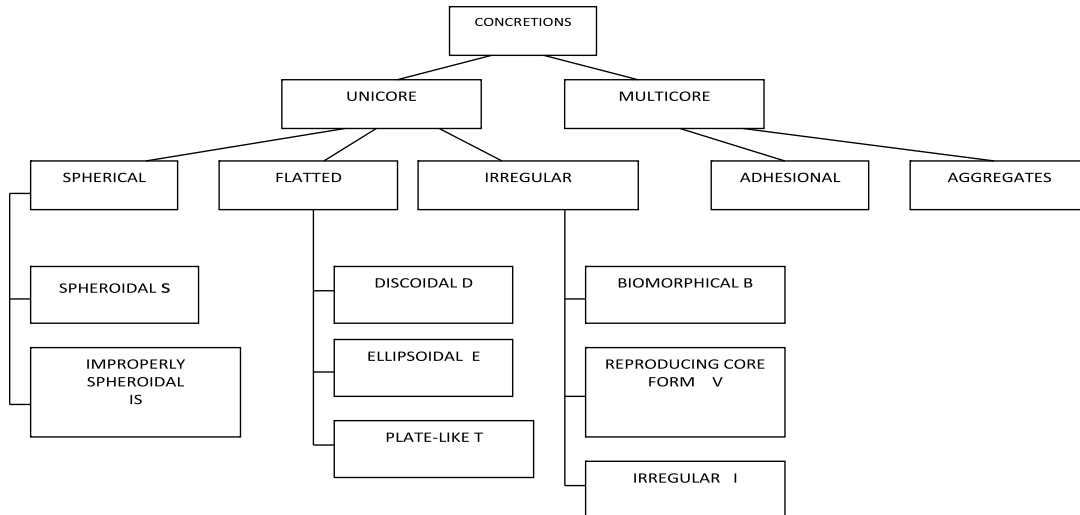 CONCRETIONS
UNICORE
MULTICORE
SPHERICAL
FLATTED
IRREGULAR
ADHESIONAL
AGGREGATES
SPHEROIDAL S
DISCOIDAL D
BIOMORPHICAL B
IMPROPERLY
SPHEROIDAL
IS
ELLIPSOIDAL E
REPRODUCING CORE
FORM V
PLATE-LIKE T
IRREGULAR I